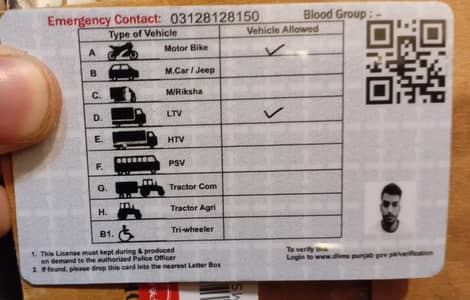 Emergency Contact: 03128128150 Blood Group : -
Type of Vehicle Vehicle Allowed
A Motor Bike ✓
B M.Car / Jeep
C. M/Riksha
D. LTV ✓
E. HTV
F. PSV
G. Tractor Com
H. Tractor Agri
B1. Tri-wheeler
1. This License must kept during & produced
on demand to the authorized Police Officer
2. If found, please drop this card into the nearest Letter Box
To verify this
Login to www.dlims punjab gov pk/verification